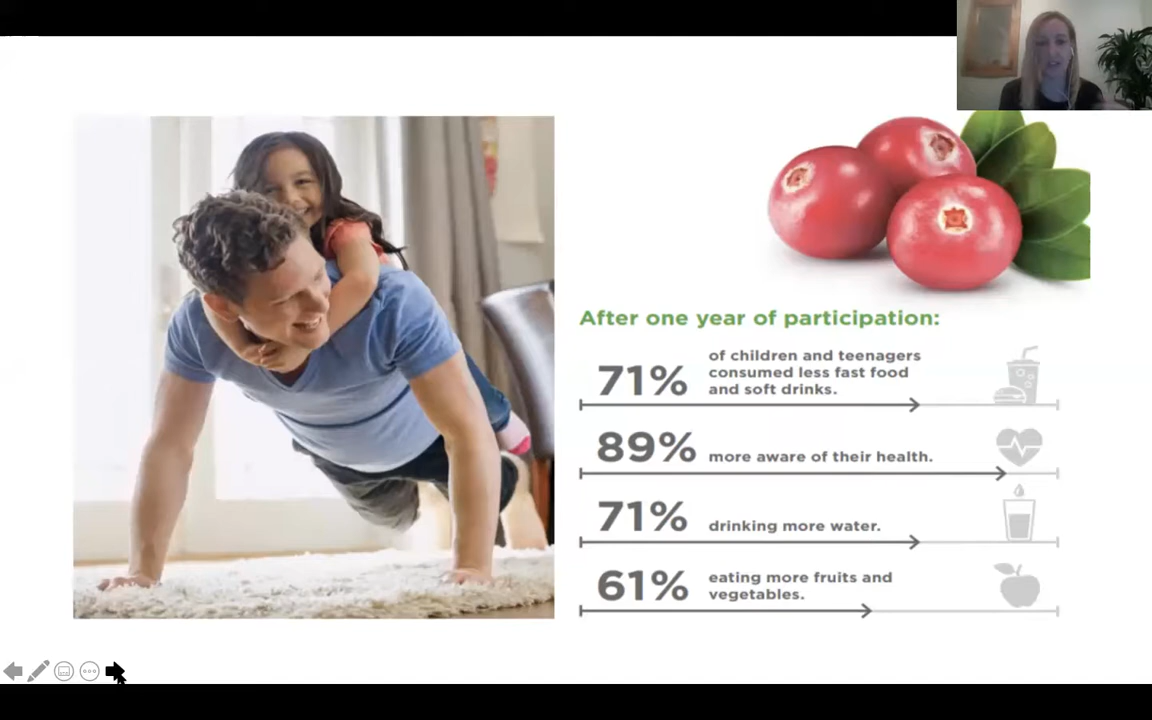 After one year of participation:
71%
of children and teenagers
consumed less fast food
and soft drinks.
89%
more aware of their health.
71%
drinking more water.
61%
eating more fruits and
vegetables.